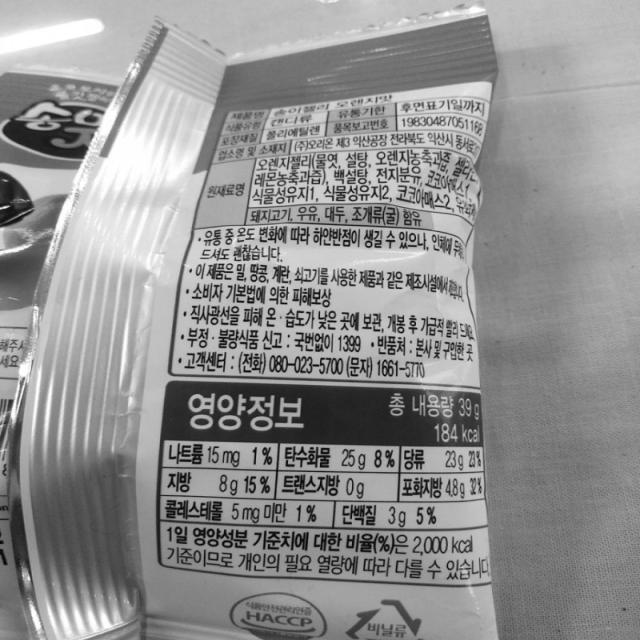 송이
제품명 송이젤리 오렌지맛
식품유형 캔디류 유통기한 후면표기일까지
포장재질 폴리에틸렌 품목보고번호 19830487051168
업소명 및 소재지 (주)오리온 제3 익산공장 전라북도 익산시
원재료명 오렌지젤리(물엿, 설탕, 오렌지농축과즙,
레몬농축과즙), 백설탕, 전지분유,
식물성유지1, 식물성유지2, 코코아매스2,
돼지고기, 우유, 대두, 조개류(굴) 함유
• 유통 중 온도 변화에 따라 하얀반점이 생길 수 있으나, 인체에
드셔도 괜찮습니다.
• 이 제품은 밀, 땅콩, 계란, 쇠고기를 사용한 제품과 같은 제조시설에서
• 소비자 기본법에 의한 피해보상
• 직사광선을 피해 온·습도가 낮은 곳에 보관, 개봉 후 가급적 빨리
• 부정·불량식품 신고 : 국번없이 1399 • 반품처 : 본사 및 구입한 곳
• 고객센터 : (전화) 080-023-5700 (문자) 1661-5770
영양정보 총 내용량 39 g
184 kcal
나트륨 15 mg 1% 탄수화물 25 g 8% 당류 23 g 23%
지방 8 g 15% 트랜스지방 0 g 포화지방 4.8 g 32%
콜레스테롤 5 mg 미만 1% 단백질 3 g 5%
1일 영양성분 기준치에 대한 비율(%)은 2,000 kcal
기준이므로 개인의 필요 열량에 따라 다를 수 있습니다
식품안전관리인증
HACCP
비닐류